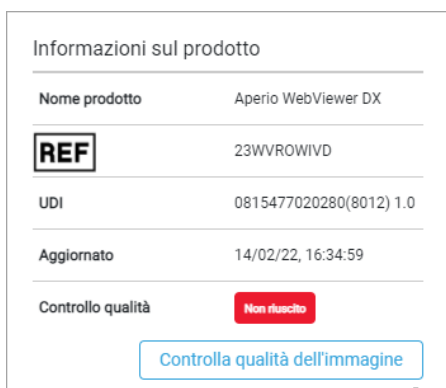 Informazioni sul prodotto
Nome prodotto Aperio WebViewer DX
REF 23WVROWIVD
UDI 0815477020280(8012) 1.0
Aggiornato 14/02/22, 16:34:59
Controllo qualità Non riuscito
Controlla qualità dell'immagine